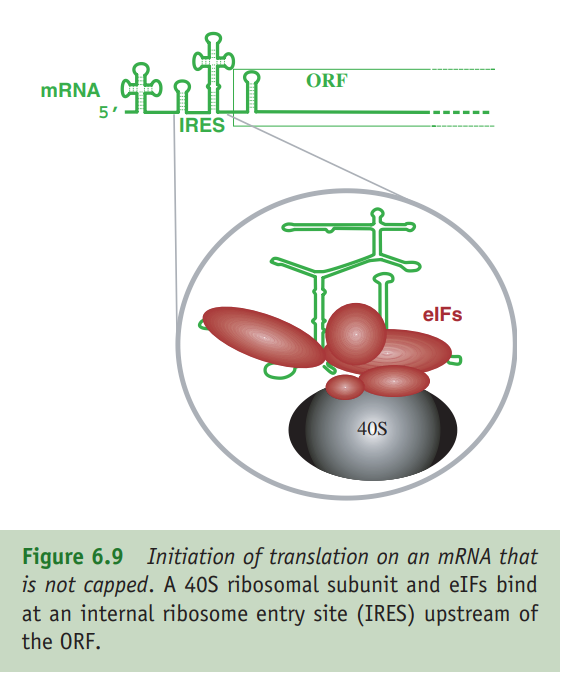 ORF
mRNA
5′
IRES
eIFs
40S
Figure 6.9 Initiation of translation on an mRNA that
is not capped. A 40S ribosomal subunit and eIFs bind
at an internal ribosome entry site (IRES) upstream of
the ORF.